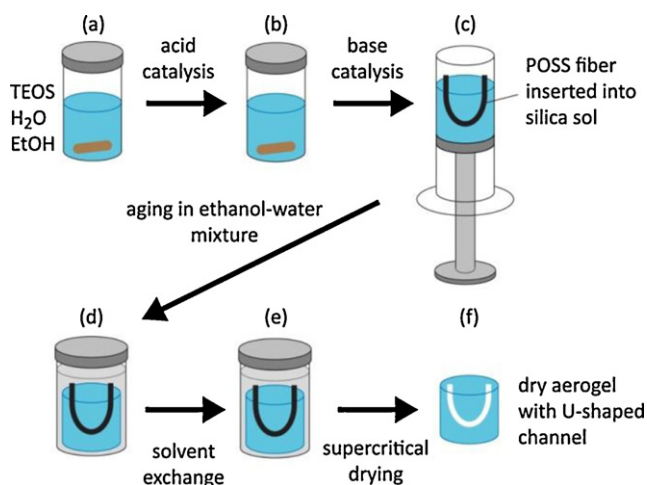 (a)
acid
catalysis
(b)
base
catalysis
(c)
TEOS
H₂O
EtOH
POSS fiber
inserted into
silica sol
aging in ethanol-water
mixture
(d)
(e)
(f)
solvent
exchange
supercritical
drying
dry aerogel
with U-shaped
channel